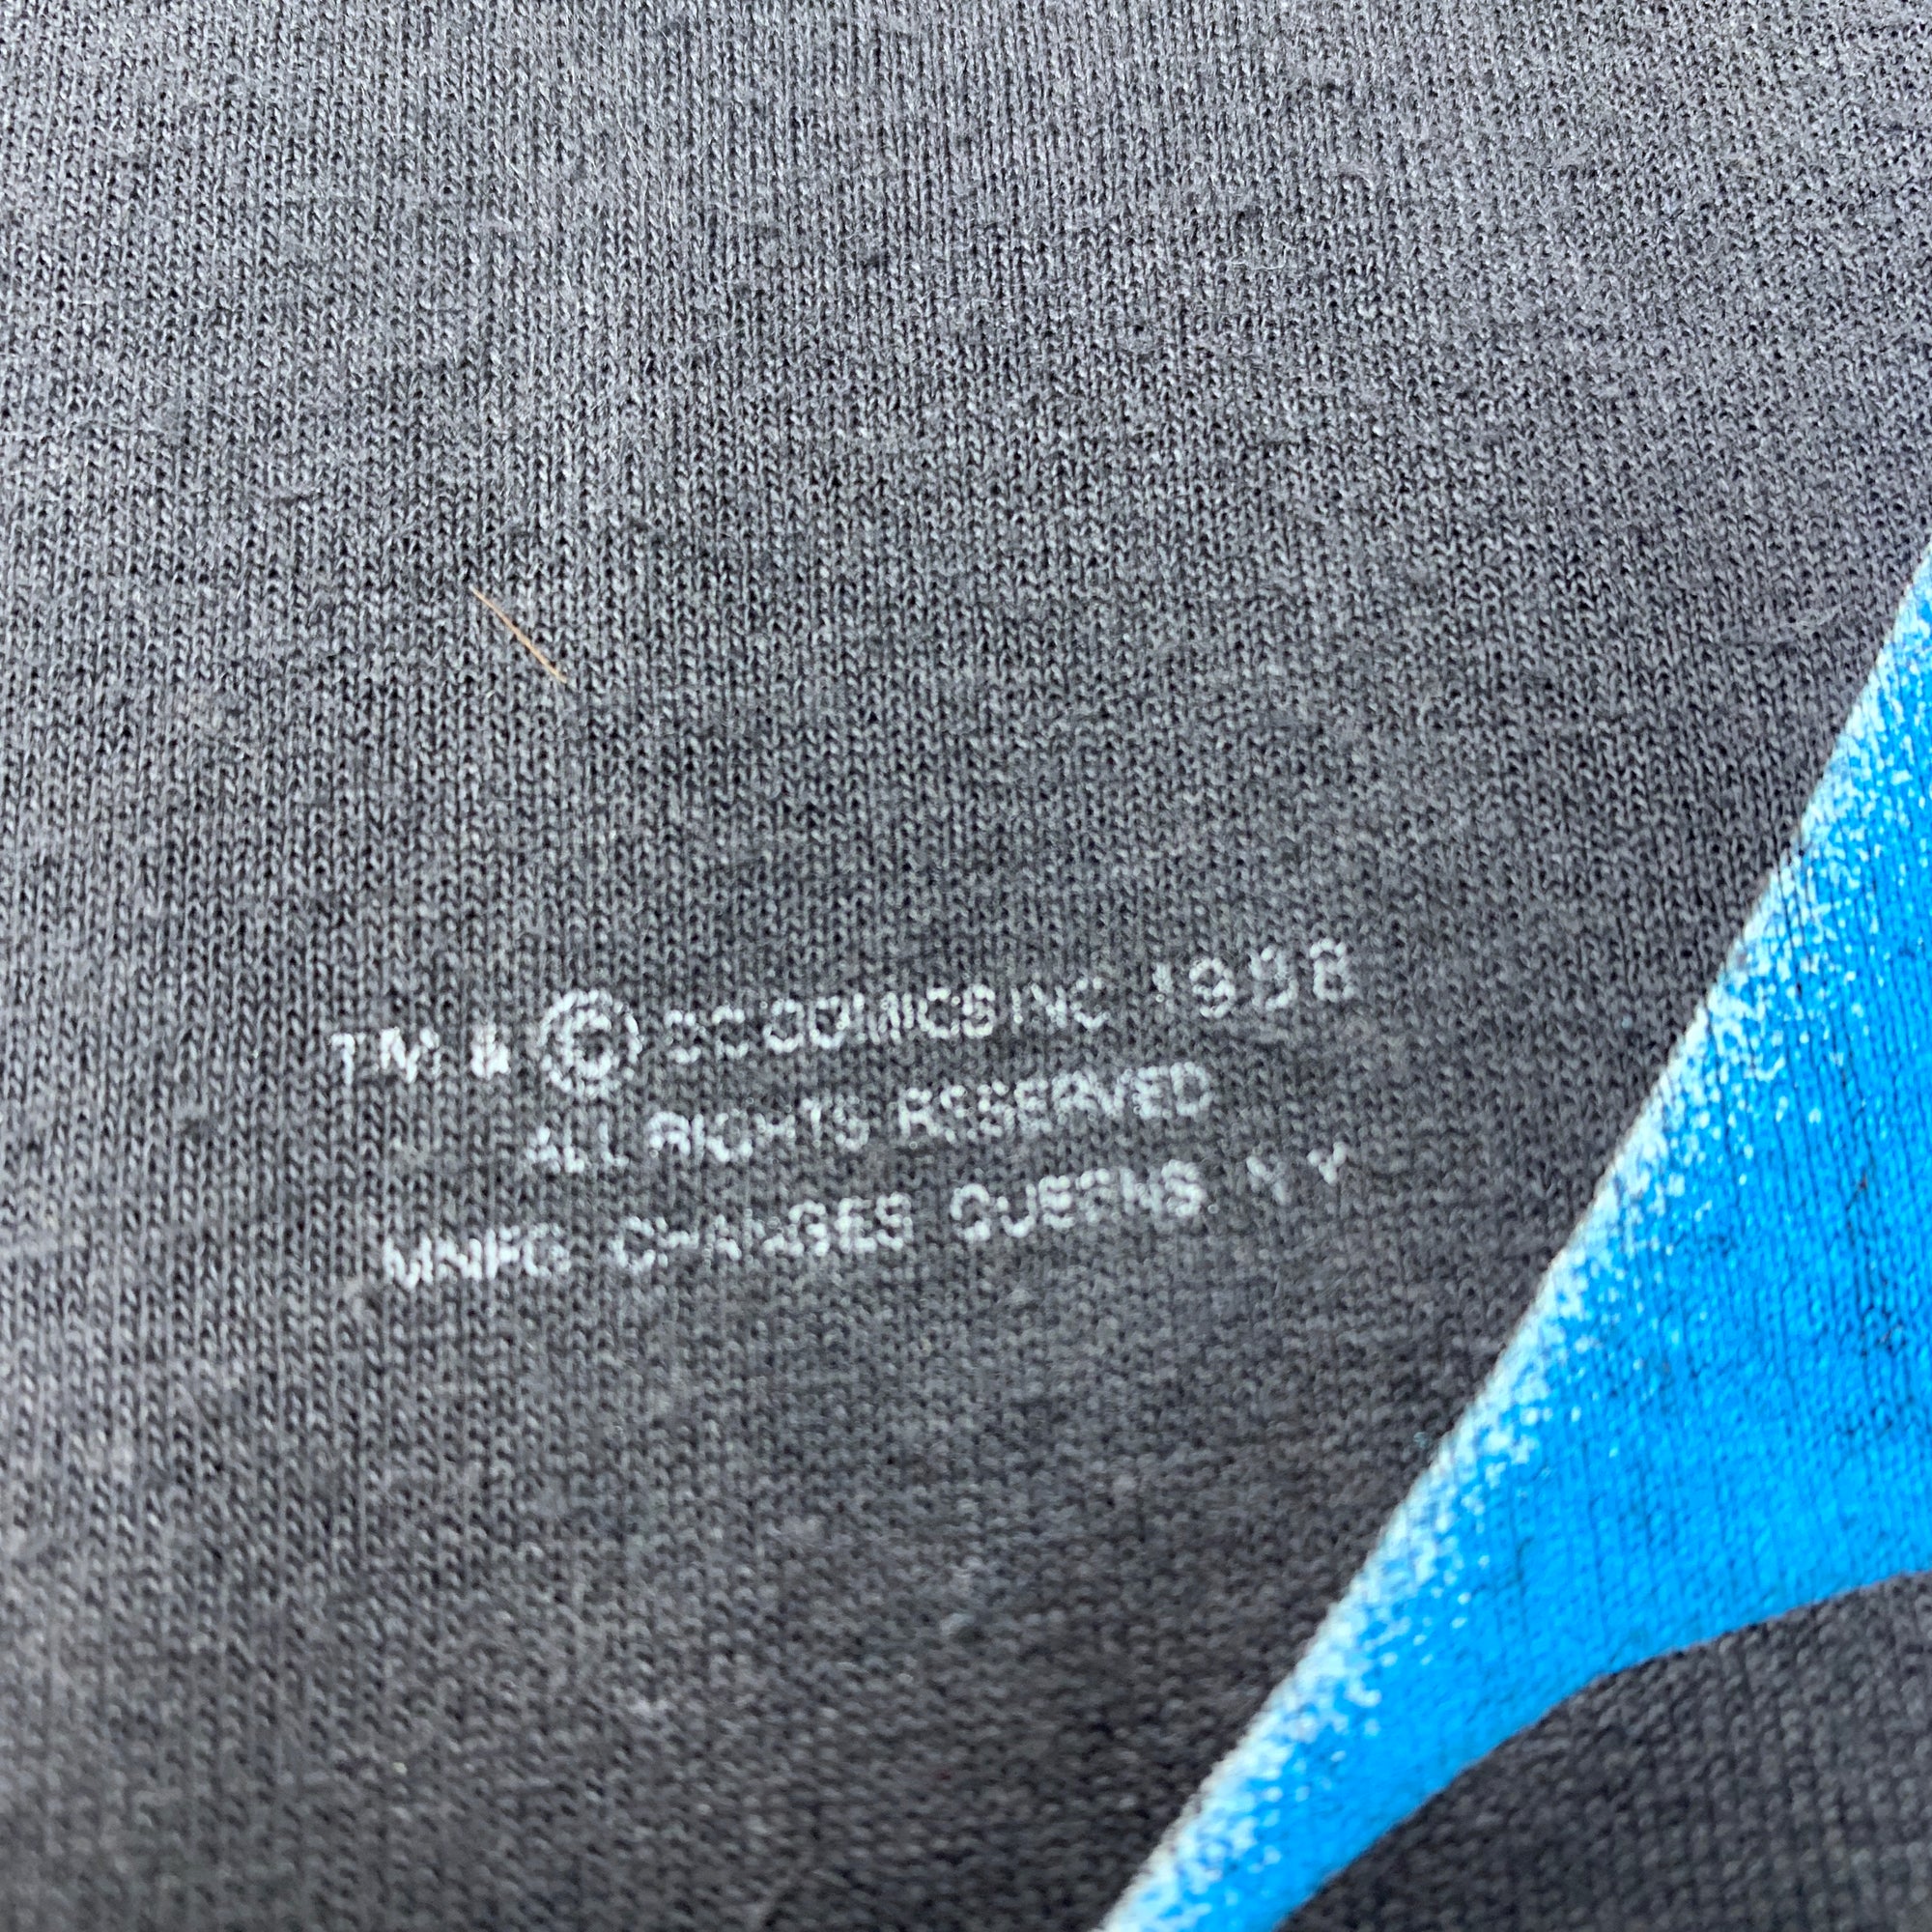 TM & © DC COMICS INC 1988
ALL RIGHTS RESERVED
MNFG CHANGES QUEENS N Y